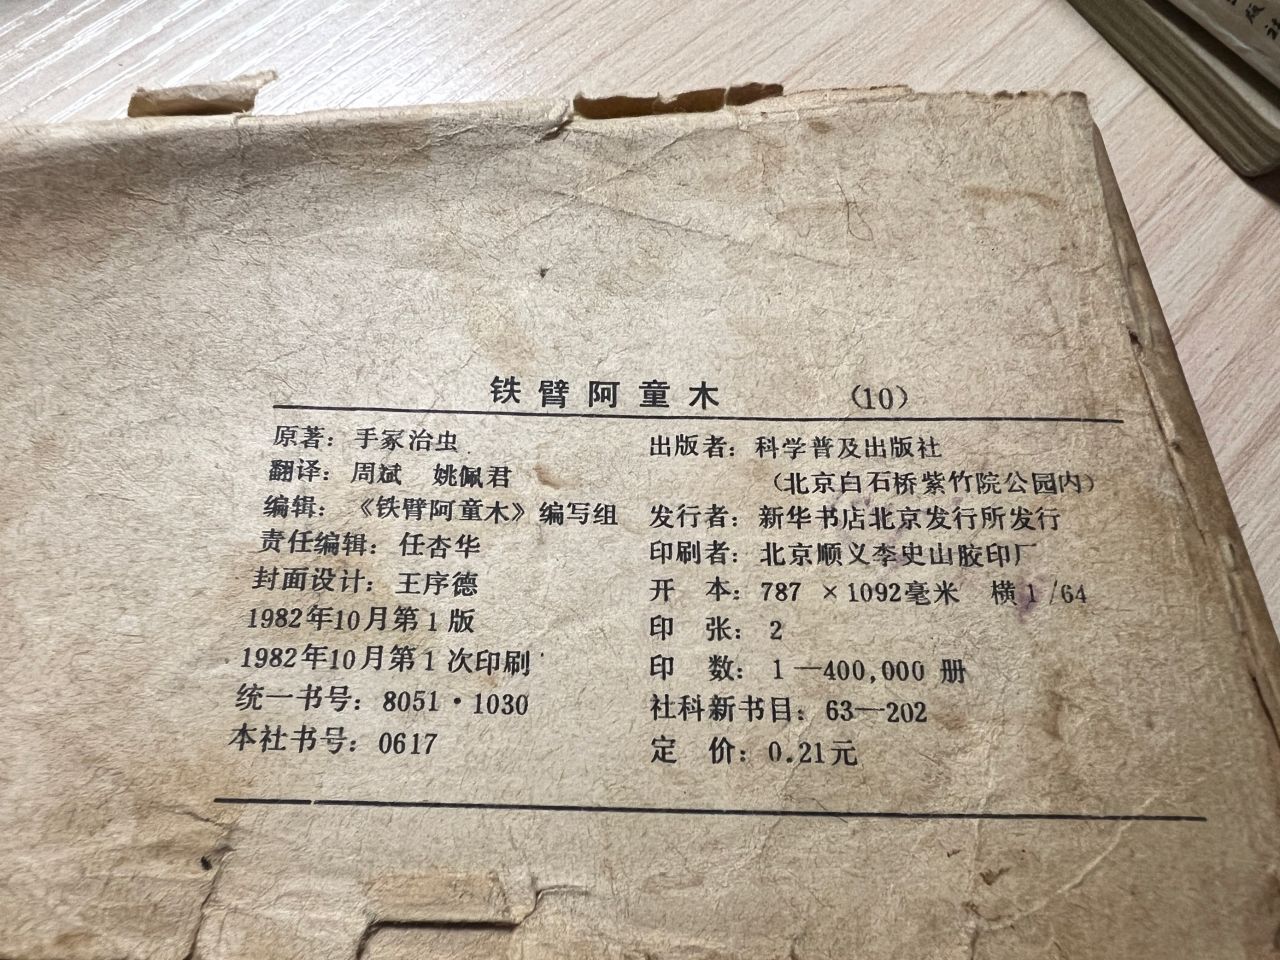 铁臂阿童木 （10）
原著：手冢治虫
翻译：周斌 姚佩君
编辑：《铁臂阿童木》编写组
责任编辑：任杏华
封面设计：王序德
1982年10月第1版
1982年10月第1次印刷
统一书号：8051·1030
本社书号：0617
出版者：科学普及出版社
（北京白石桥紫竹院公园内）
发行者：新华书店北京发行所发行
印刷者：北京顺义李史山胶印厂
开 本：787 ×1092毫米 横1/64
印 张：2
印 数：1—400,000 册
社科新书目：63—202
定 价：0.21元